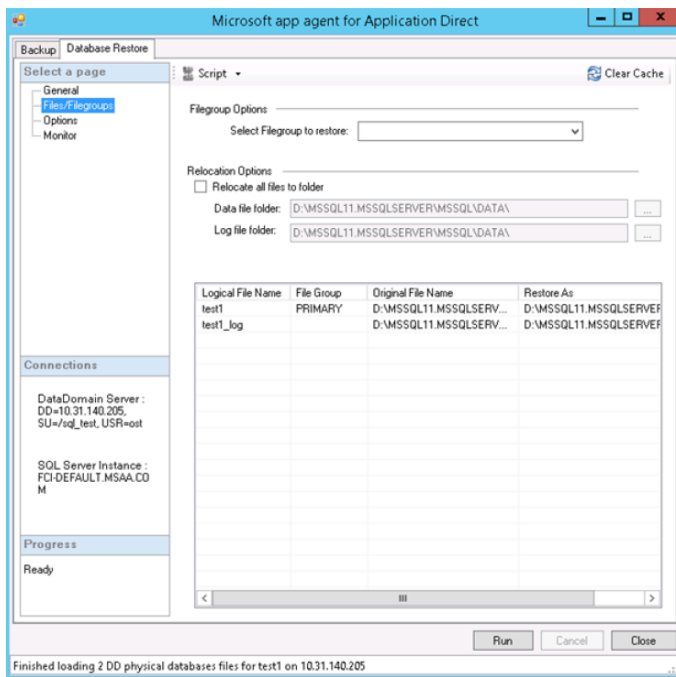 Microsoft app agent for Application Direct
Backup
Database Restore
Select a page
General
Files/Filegroups
Options
Monitor
Script
Clear Cache
Filegroup Options
Select Filegroup to restore:
Relocation Options
Relocate all files to folder
Data file folder: D:\MSSQL11.MSSQLSERVER\MSSQL\DATA\ ...
Log file folder: D:\MSSQL11.MSSQLSERVER\MSSQL\DATA\ ...
Logical File Name File Group Original File Name Restore As
test1 PRIMARY D:\MSSQL11.MSSQLSERV... D:\MSSQL11.MSSQLSERVER
test1_log D:\MSSQL11.MSSQLSERV... D:\MSSQL11.MSSQLSERVER
Connections
DataDomain Server :
DD=10.31.140.205,
SU=/sql_test, USR=ost
SQL Server Instance :
FCI-DEFAULT.MSAA.CO
M
Progress
Ready
Run Cancel Close
Finished loading 2 DD physical databases files for test1 on 10.31.140.205